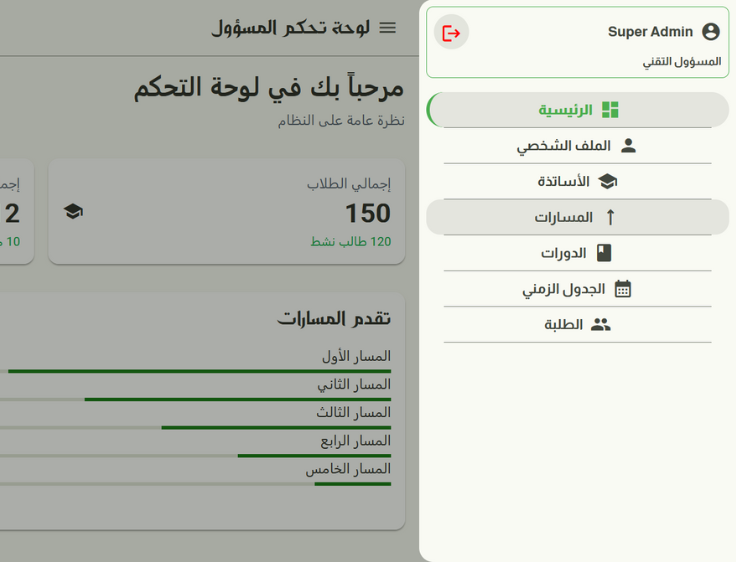 Super Admin
المسؤول التقني
الرئيسية
الملف الشخصي
الأساتذة
المسارات
الدورات
الجدول الزمني
الطلبة
لوحة تحكم المسؤول
مرحباً بك في لوحة التحكم
نظرة عامة على النظام
إجمالي الطلاب
150
120 طالب نشط
2
10
تقدم المسارات
المسار الأول
المسار الثاني
المسار الثالث
المسار الرابع
المسار الخامس